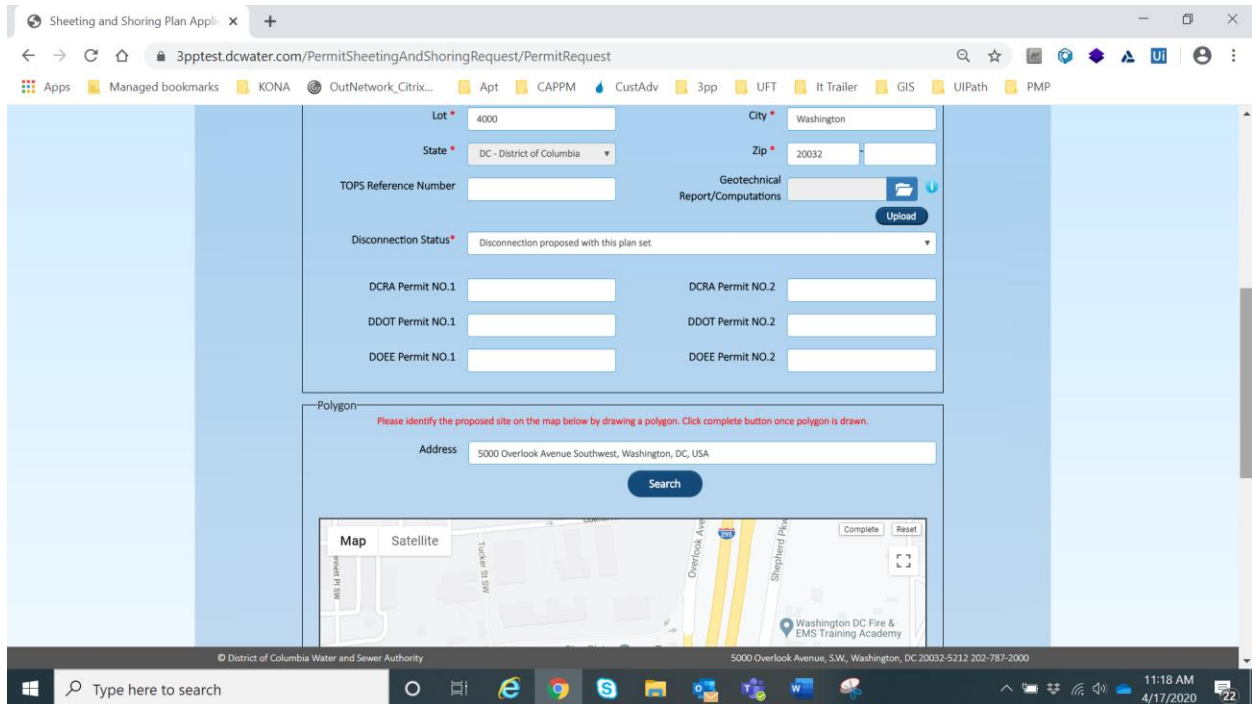 Sheeting and Shoring Plan Appli
3pptest.dcwater.com/PermitSheetingAndShoringRequest/PermitRequest
Apps Managed bookmarks KONA OutNetwork_Citrix... Apt CAPPM CustAdv 3pp UFT It Trailer GIS UIPath PMP
Lot * 4000 City * Washington
State * DC - District of Columbia Zip * 20032 -
TOPS Reference Number Geotechnical
Report/Computations
Upload
Disconnection Status* Disconnection proposed with this plan set
DCRA Permit NO.1 DCRA Permit NO.2
DDOT Permit NO.1 DDOT Permit NO.2
DOEE Permit NO.1 DOEE Permit NO.2
Polygon
Please identify the proposed site on the map below by drawing a polygon. Click complete button once polygon is drawn.
Address 5000 Overlook Avenue Southwest, Washington, DC, USA
Search
Map Satellite
Complete Reset
Tucker St SW
Overlook Ave
295
Shepherd Pkw
Washington DC Fire &
EMS Training Academy
© District of Columbia Water and Sewer Authority 5000 Overlook Avenue, S.W., Washington, DC 20032-5212 202-787-2000
Type here to search
11:18 AM
4/17/2020
22